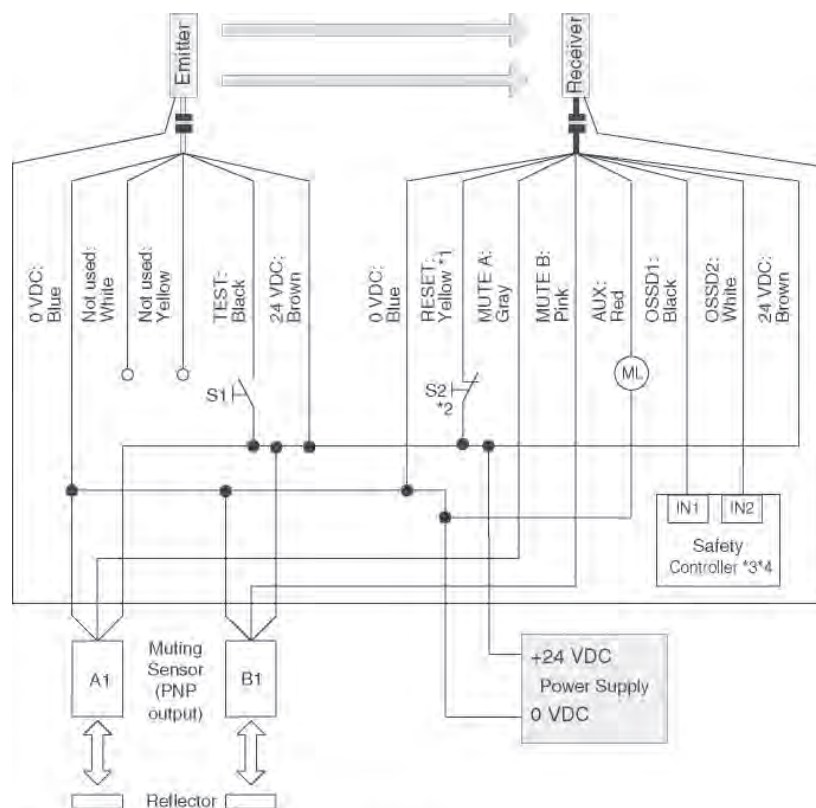 Emitter
Receiver
0 VDC:
Blue
Not used:
White
Not used:
Yellow
TEST:
Black
24 VDC:
Brown
0 VDC:
Blue
RESET:
Yellow *1
MUTE A:
Gray
MUTE B:
Pink
AUX:
Red
OSSD1:
Black
OSSD2:
White
24 VDC:
Brown
S1
S2
*2
ML
IN1
IN2
Safety
Controller *3*4
A1
Muting
Sensor
(PNP
output)
B1
+24 VDC
Power Supply
0 VDC
Reflector